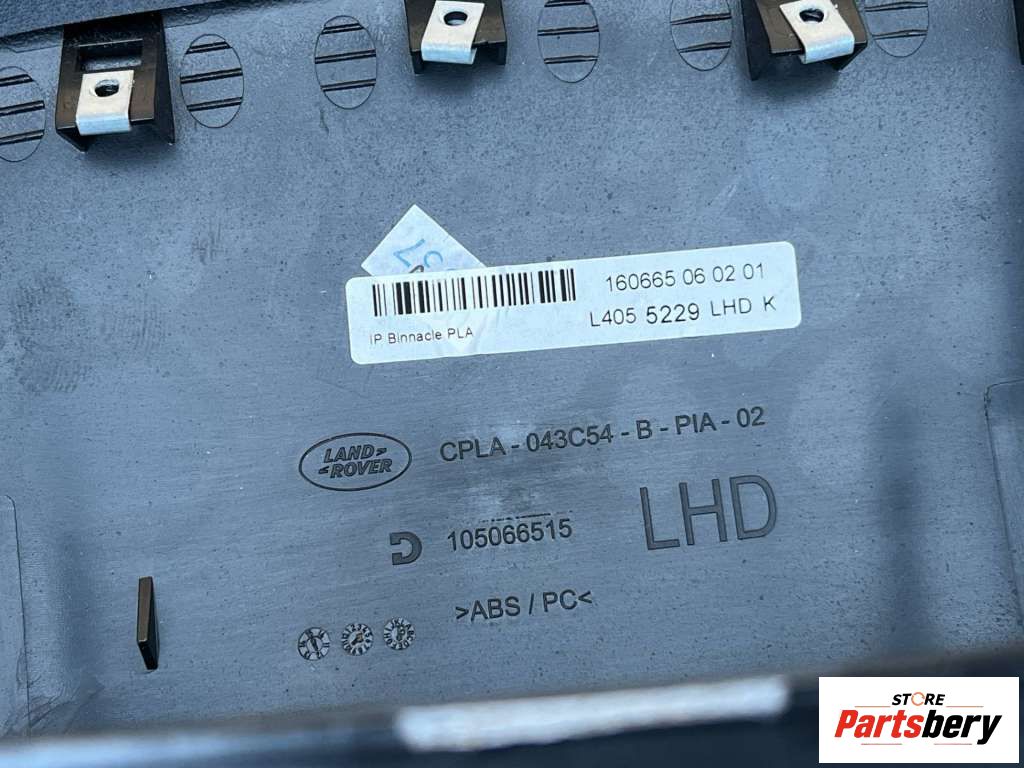 57
160665 06 02 01
IP Binnacle PLA
L405 5229 LHD K
LAND
ROVER
CPLA - 043C54 - B - PIA - 02
105066515
LHD
>ABS / PC<
STORE
Partsbery